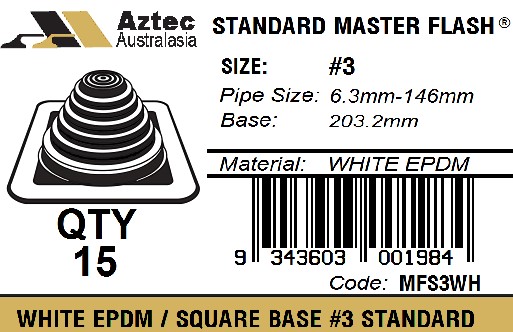 Aztec
Australasia
STANDARD MASTER FLASH®
SIZE: #3
Pipe Size: 6.3mm-146mm
Base: 203.2mm
Material: WHITE EPDM
QTY
15
9 343603 001984
Code: MFS3WH
WHITE EPDM / SQUARE BASE #3 STANDARD